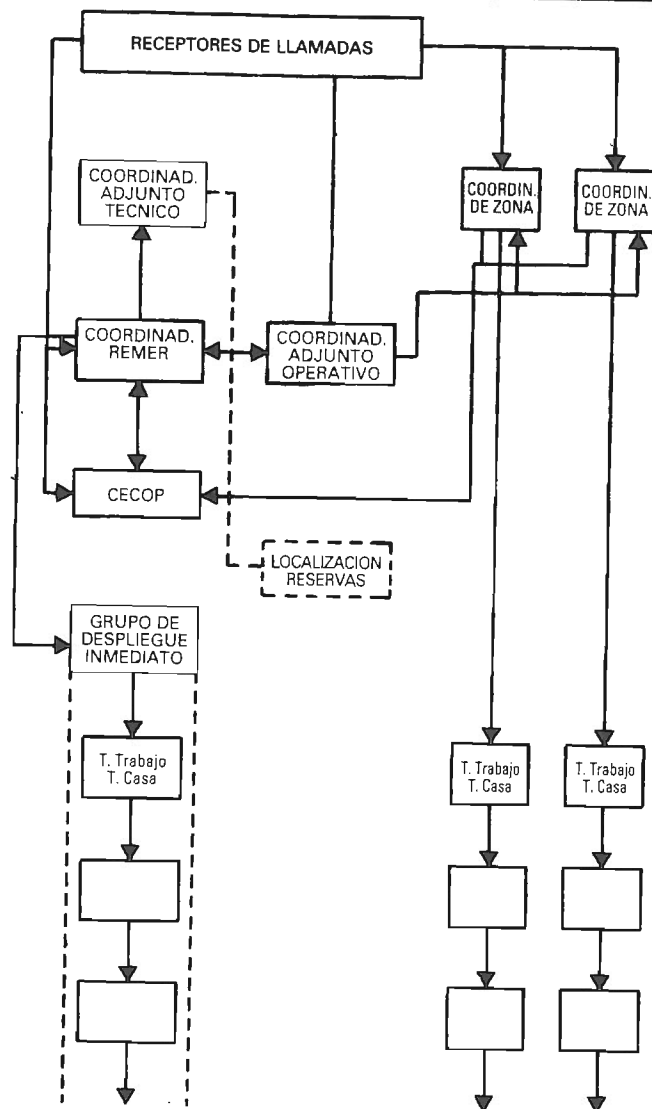 RECEPTORES DE LLAMADAS
COORDINAD.
ADJUNTO
TECNICO
COORDIN.
DE ZONA
COORDIN.
DE ZONA
COORDINAD.
REMER
COORDINAD.
ADJUNTO
OPERATIVO
CECOP
LOCALIZACION
RESERVAS
GRUPO DE
DESPLIEGUE
INMEDIATO
T. Trabajo
T. Casa
T. Trabajo
T. Casa
T. Trabajo
T. Casa